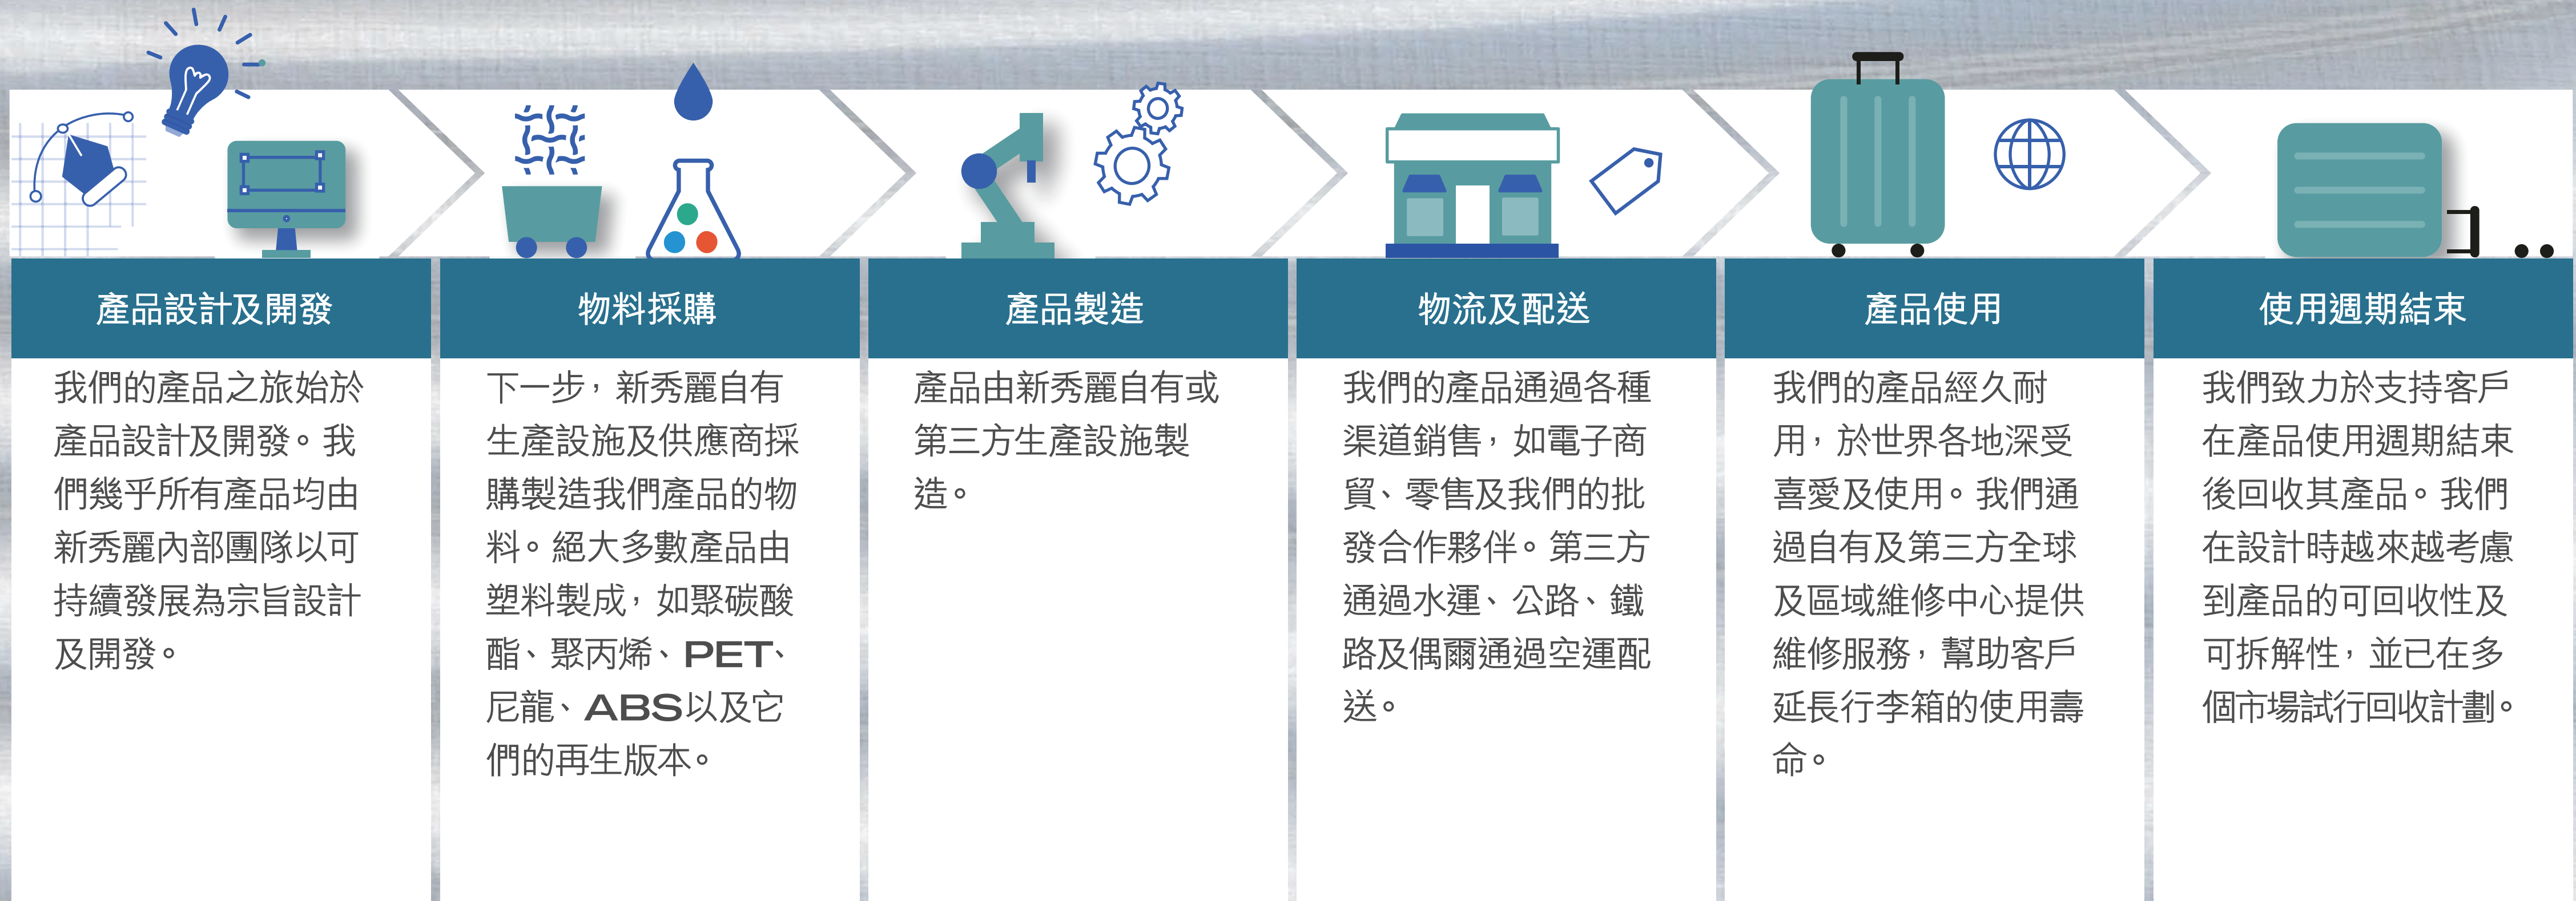 產品設計及開發
我們的產品之旅始於
產品設計及開發。我
們幾乎所有產品均由
新秀麗內部團隊以可
持續發展為宗旨設計
及開發。
物料採購
下一步，新秀麗自有
生產設施及供應商採
購製造我們產品的物
料。絕大多數產品由
塑料製成，如聚碳酸
酯、聚丙烯、PET、
尼龍、ABS以及它
們的再生版本。
產品製造
產品由新秀麗自有或
第三方生產設施製
造。
物流及配送
我們的產品通過各種
渠道銷售，如電子商
貿、零售及我們的批
發合作夥伴。第三方
通過水運、公路、鐵
路及偶爾通過空運配
送。
產品使用
我們的產品經久耐
用，於世界各地深受
喜愛及使用。我們通
過自有及第三方全球
及區域維修中心提供
維修服務，幫助客戶
延長行李箱的使用壽
命。
使用週期結束
我們致力於支持客戶
在產品使用週期結束
後回收其產品。我們
在設計時越來越考慮
到產品的可回收性及
可拆解性，並已在多
個市場試行回收計劃。